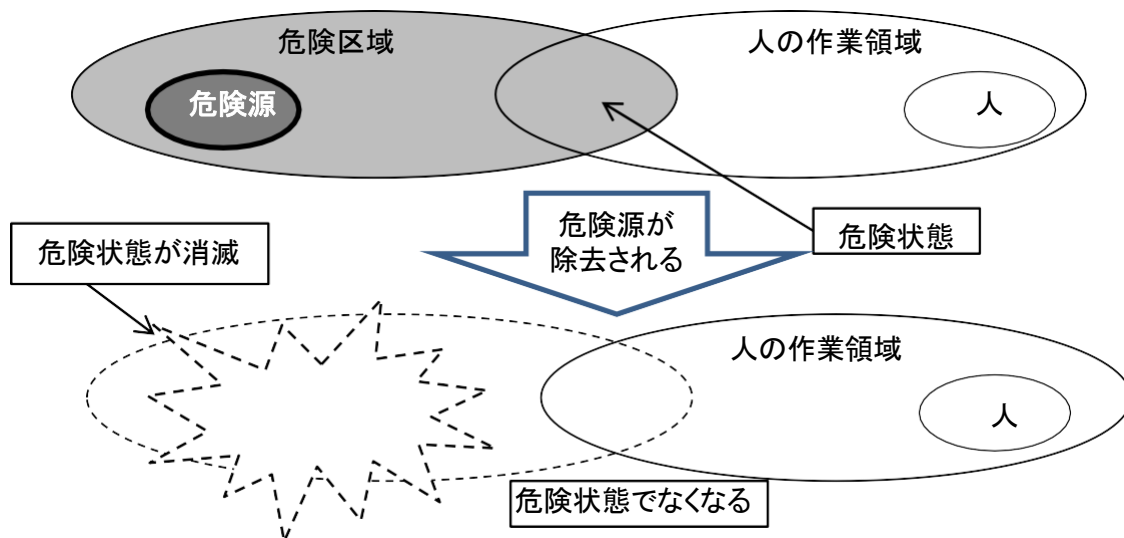 危険区域
人の作業領域
危険源
人
危険源が
除去される
危険状態
危険状態が消滅
人の作業領域
人
危険状態でなくなる